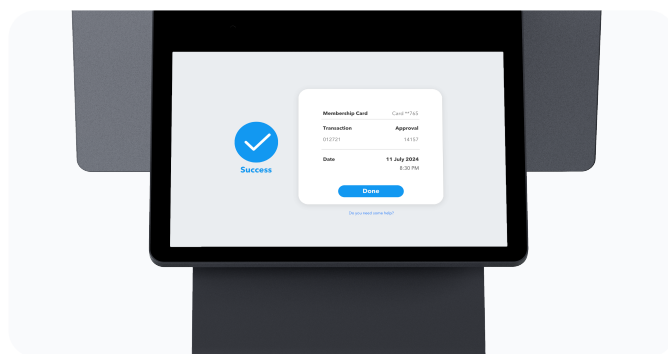 Success
Membership Card Card **765
Transaction Approval
012721 14157
Date 11 July 2024
8:30 PM
Done
Do you need some help?